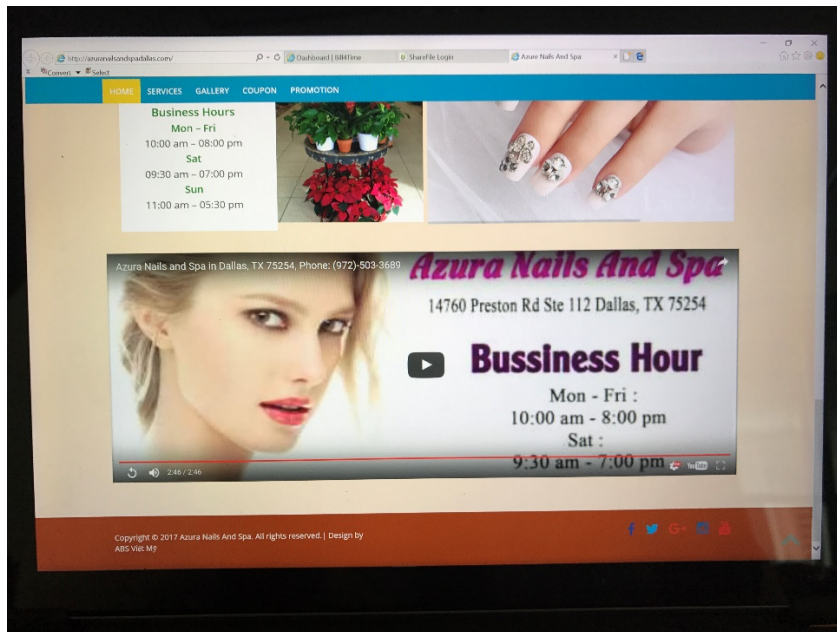 http://azuranailsandspadallas.com/
Dashboard | Bill4Time
ShareFile Login
Azura Nails And Spa
Convert
Select
HOME
SERVICES
GALLERY
COUPON
PROMOTION
Business Hours
Mon – Fri
10:00 am – 08:00 pm
Sat
09:30 am – 07:00 pm
Sun
11:00 am – 05:30 pm
Azura Nails and Spa in Dallas, TX 75254, Phone: (972)-503-3689
Azura Nails And Spa
14760 Preston Rd Ste 112 Dallas, TX 75254
Bussiness Hour
Mon - Fri :
10:00 am - 8:00 pm
Sat :
9:30 am - 7:00 pm
2:46 / 2:46
YouTube
Copyright © 2017 Azura Nails And Spa. All rights reserved. | Design by
ABS Viet Mỹ